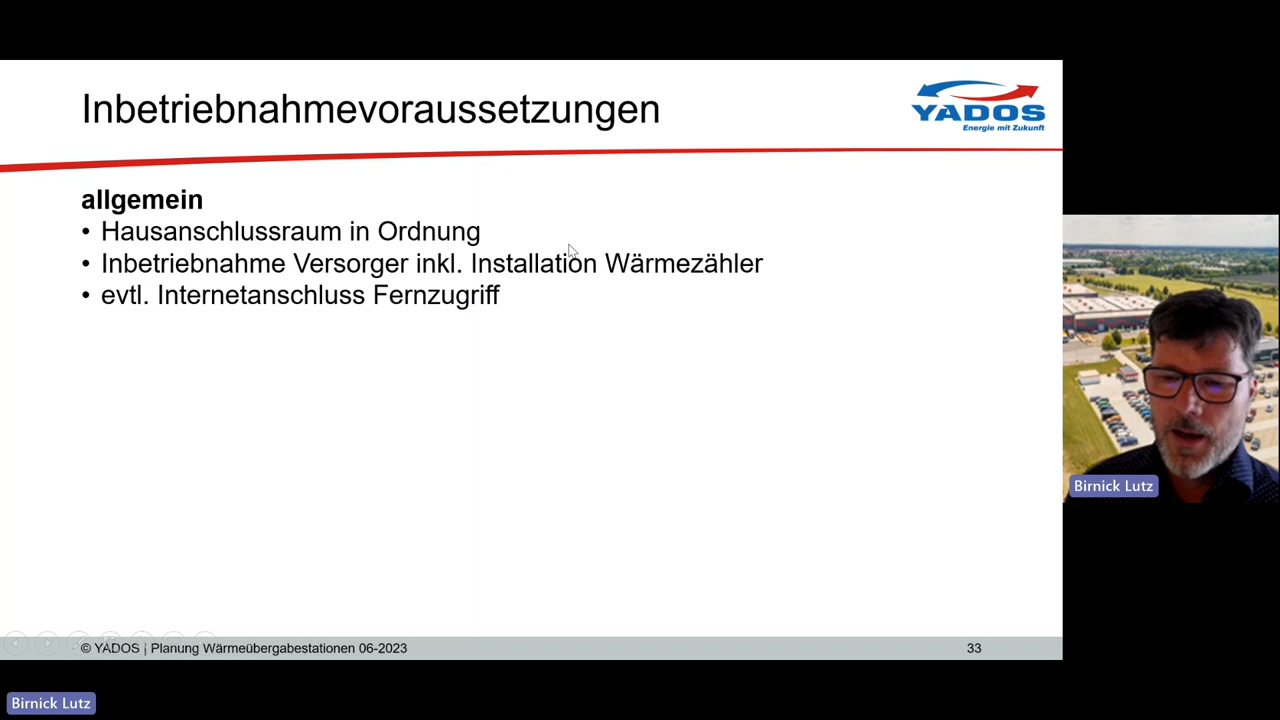 Inbetriebnahmevoraussetzungen
YADOS
Energie mit Zukunft
allgemein
• Hausanschlussraum in Ordnung
• Inbetriebnahme Versorger inkl. Installation Wärmezähler
• evtl. Internetanschluss Fernzugriff
Birnick Lutz
© YADOS | Planung Wärmeübergabestationen 06-2023
33
Birnick Lutz